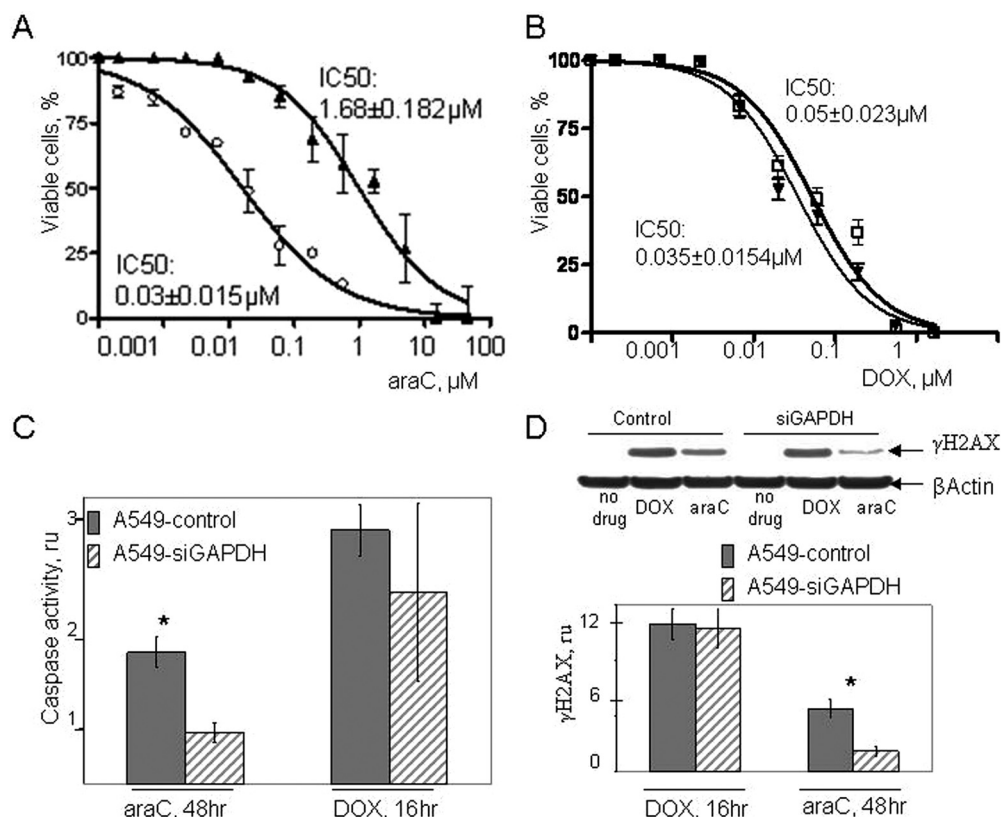 A
100
75
50
25
0
Viable cells, %
IC50:
1.68±0.182µM
IC50:
0.03±0.015µM
0.001
0.01
0.1
1
10
100
araC, µM
B
100
75
50
25
0
Viable cells, %
IC50:
0.05±0.023µM
IC50:
0.035±0.0154µM
0.001
0.01
0.1
1
10
DOX, µM
C
3
2
1
Caspase activity, ru
A549-control
A549-siGAPDH
*
araC, 48hr
DOX, 16hr
D
Control
siGAPDH
γH2AX
βActin
no drug
DOX
araC
no drug
DOX
araC
A549-control
A549-siGAPDH
12
6
0
γH2AX, ru
*
DOX, 16hr
araC, 48hr